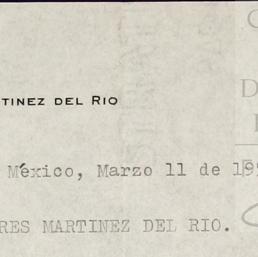 TINEZ DEL RIO
México, Marzo 11 de 19
RES MARTINEZ DEL RIO.